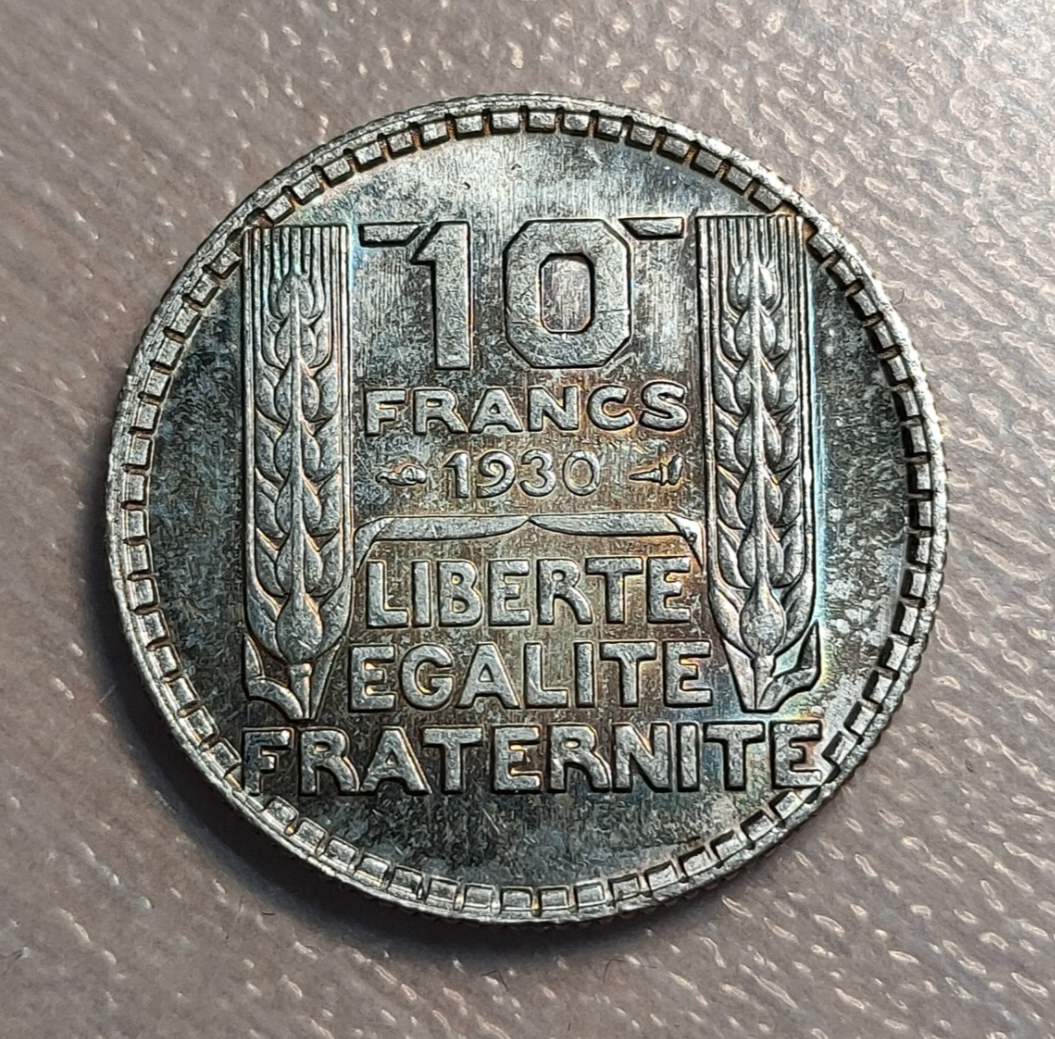 10
FRANCS
1930
LIBERTE
EGALITE
FRATERNITE